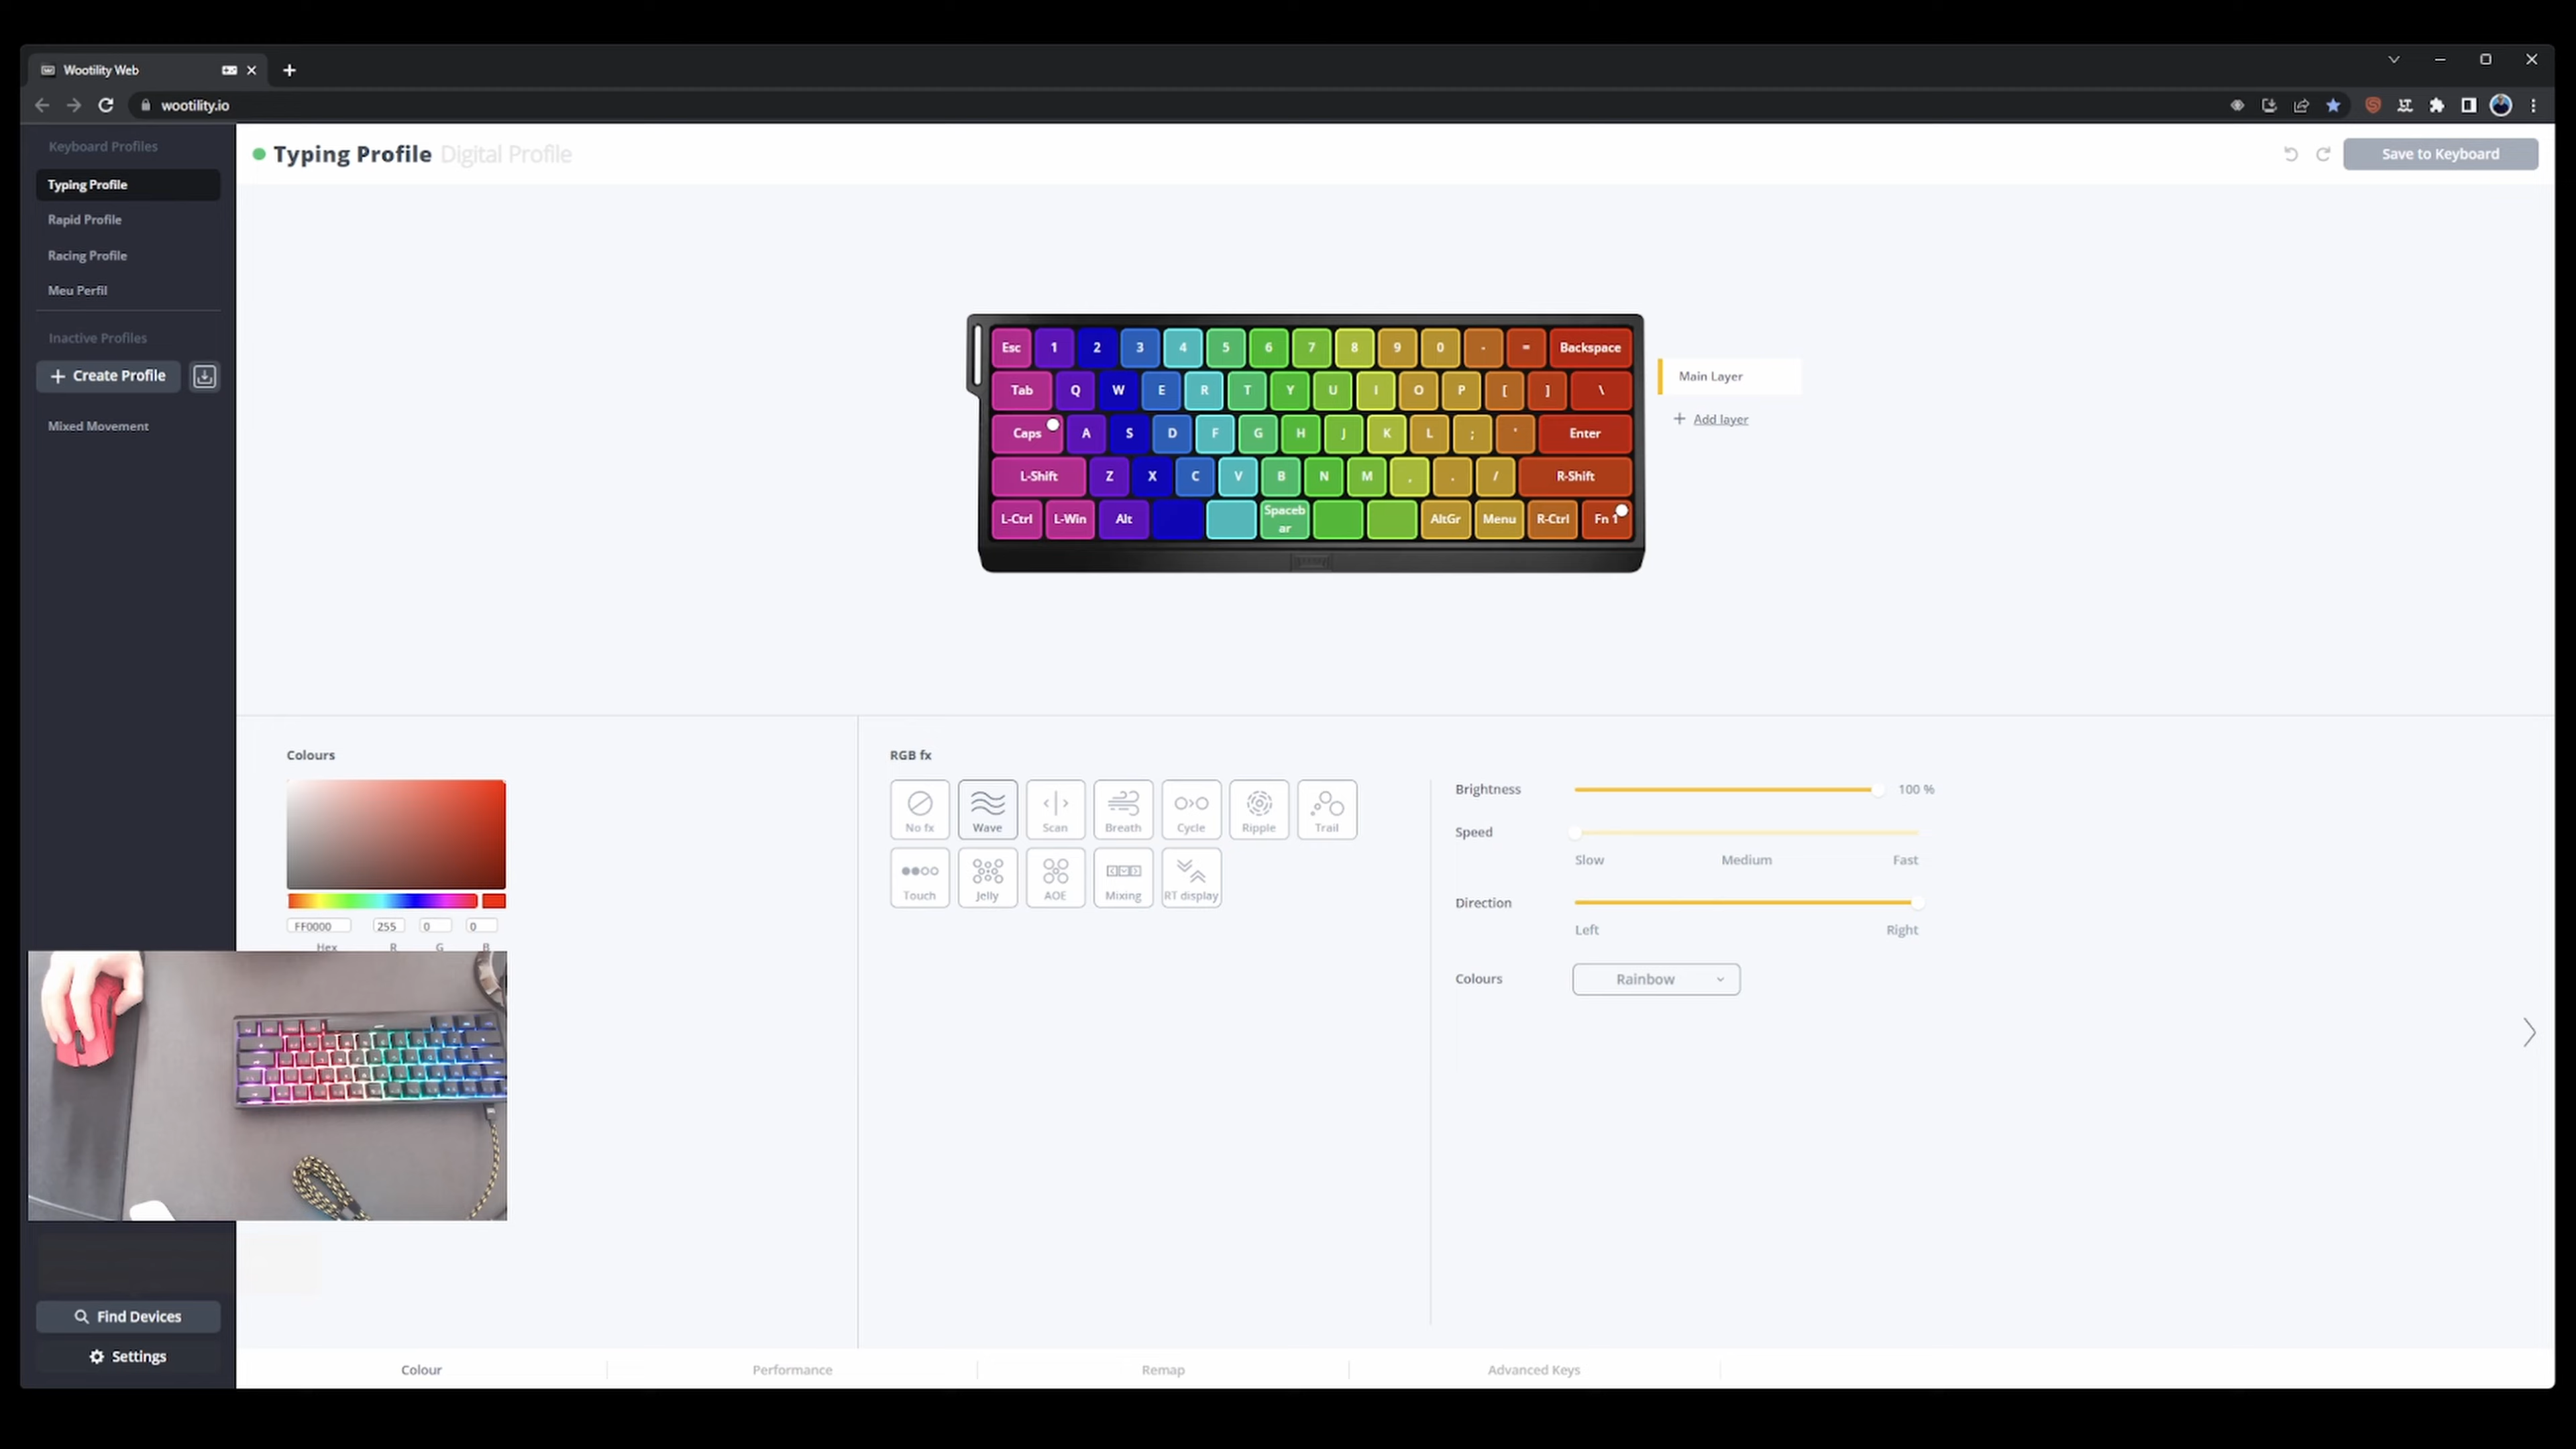 Wootility Web
wootility.io
Keyboard Profiles
Typing Profile
Rapid Profile
Racing Profile
Meu Perfil
Inactive Profiles
+ Create Profile
Mixed Movement
Find Devices
Settings
Typing Profile Digital Profile
Save to Keyboard
Esc 1 2 3 4 5 6 7 8 9 0 - = Backspace
Tab Q W E R T Y U I O P [ ] \
Caps A S D F G H J K L ; ' Enter
L-Shift Z X C V B N M , . / R-Shift
L-Ctrl L-Win Alt Spaceb
ar AltGr Menu R-Ctrl Fn 1
Main Layer
+ Add layer
Colours
FF0000 255 0 0
Hex R G B
RGB fx
No fx Wave Scan Breath Cycle Ripple Trail
Touch Jelly AOE Mixing RT display
Brightness 100 %
Speed
Slow Medium Fast
Direction
Left Right
Colours Rainbow
Colour Performance Remap Advanced Keys